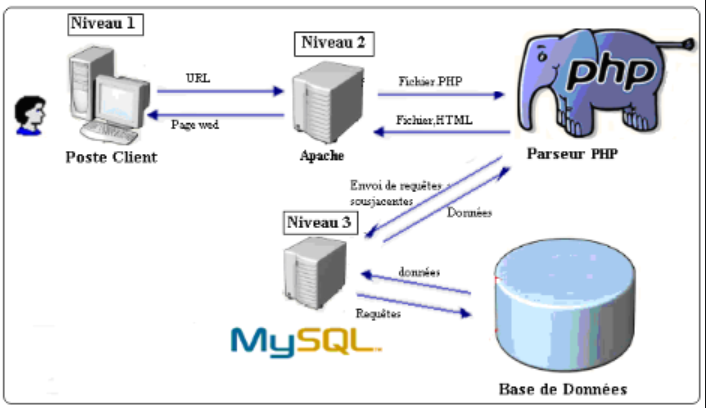 Niveau 1
Niveau 2
URL
Page wed
Poste Client
Apache
Fichier.PHP
Fichier,HTML
php
Parseur PHP
Envoi de requêtes
sousjacentes
Données
Niveau 3
données
Requêtes
MySQL
Base de Données